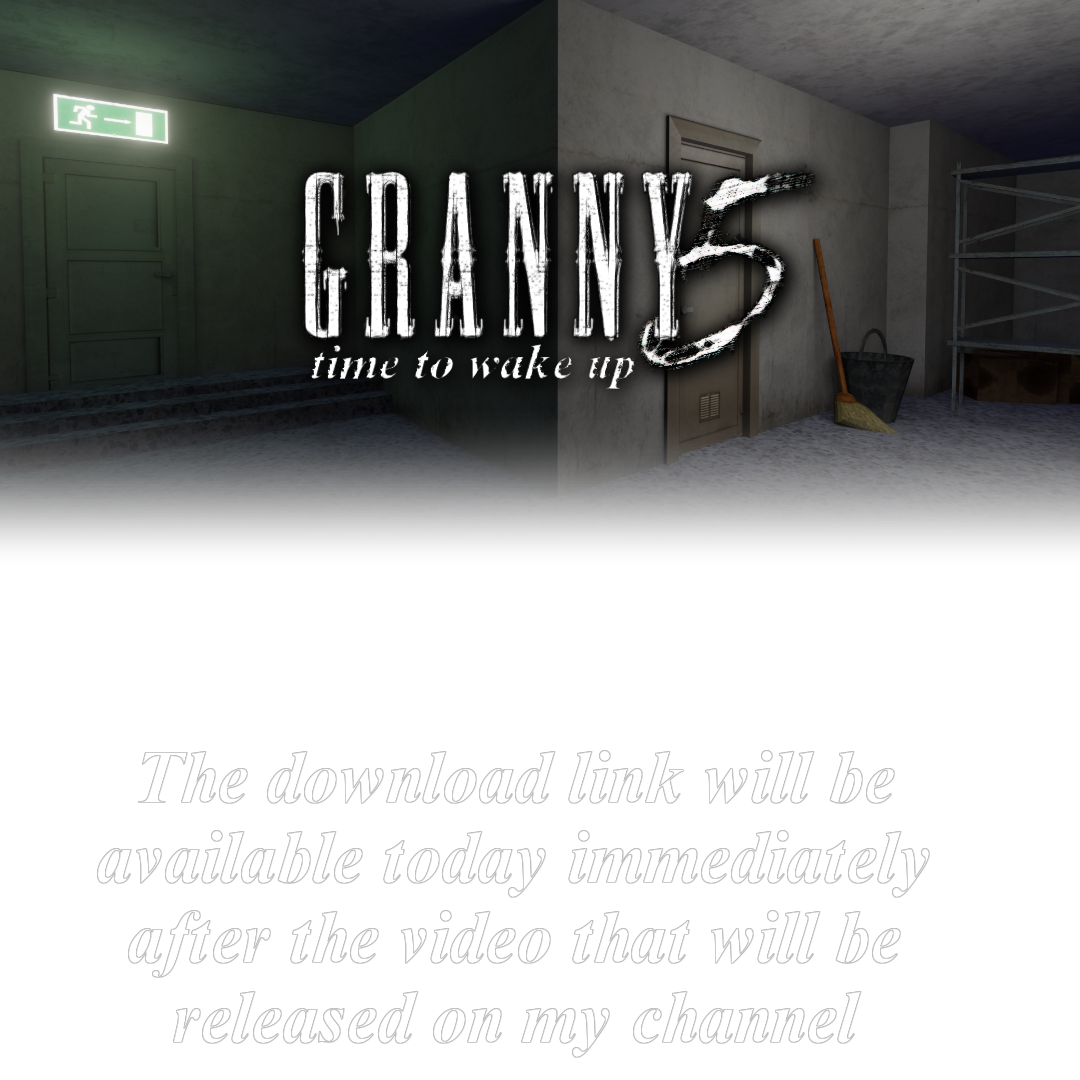 GRANNY 5
time to wake up
The download link will be
available today immediately
after the video that will be
released on my channel